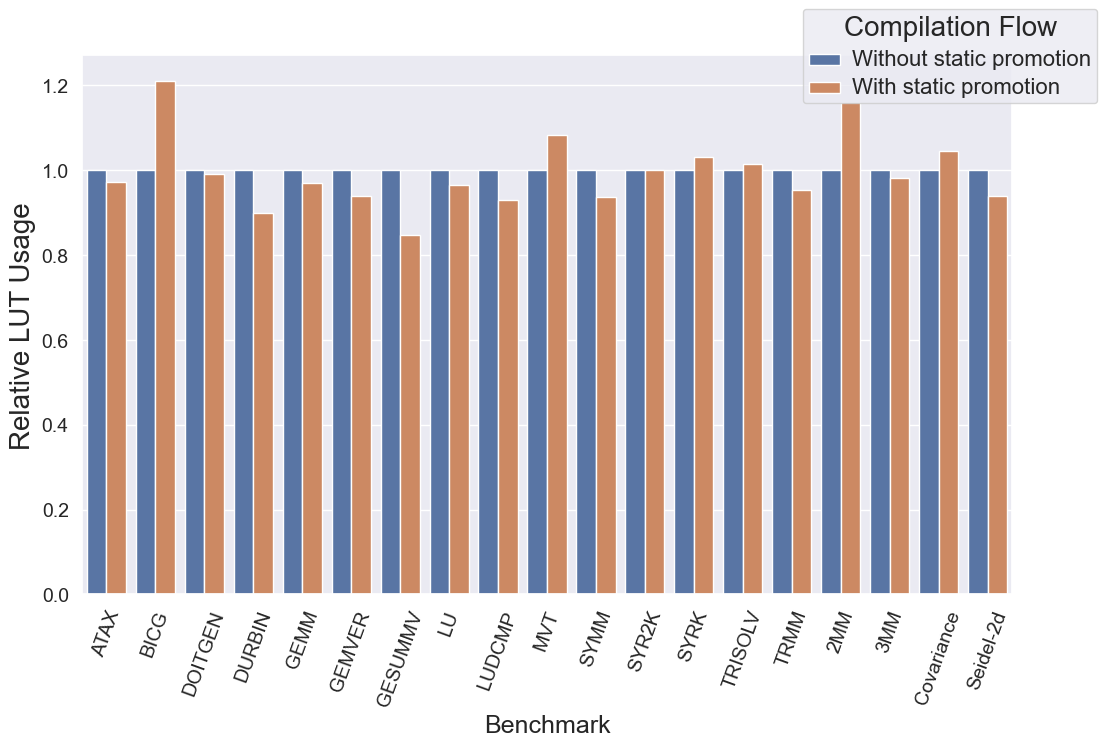 Compilation Flow
Without static promotion
With static promotion
Relative LUT Usage
1.2
1.0
0.8
0.6
0.4
0.2
0.0
ATAX
BICG
DOITGEN
DURBIN
GEMM
GEMVER
GESUMMV
LU
LUDCMP
MVT
SYMM
SYR2K
SYRK
TRISOLV
TRMM
2MM
3MM
Covariance
Seidel-2d
Benchmark